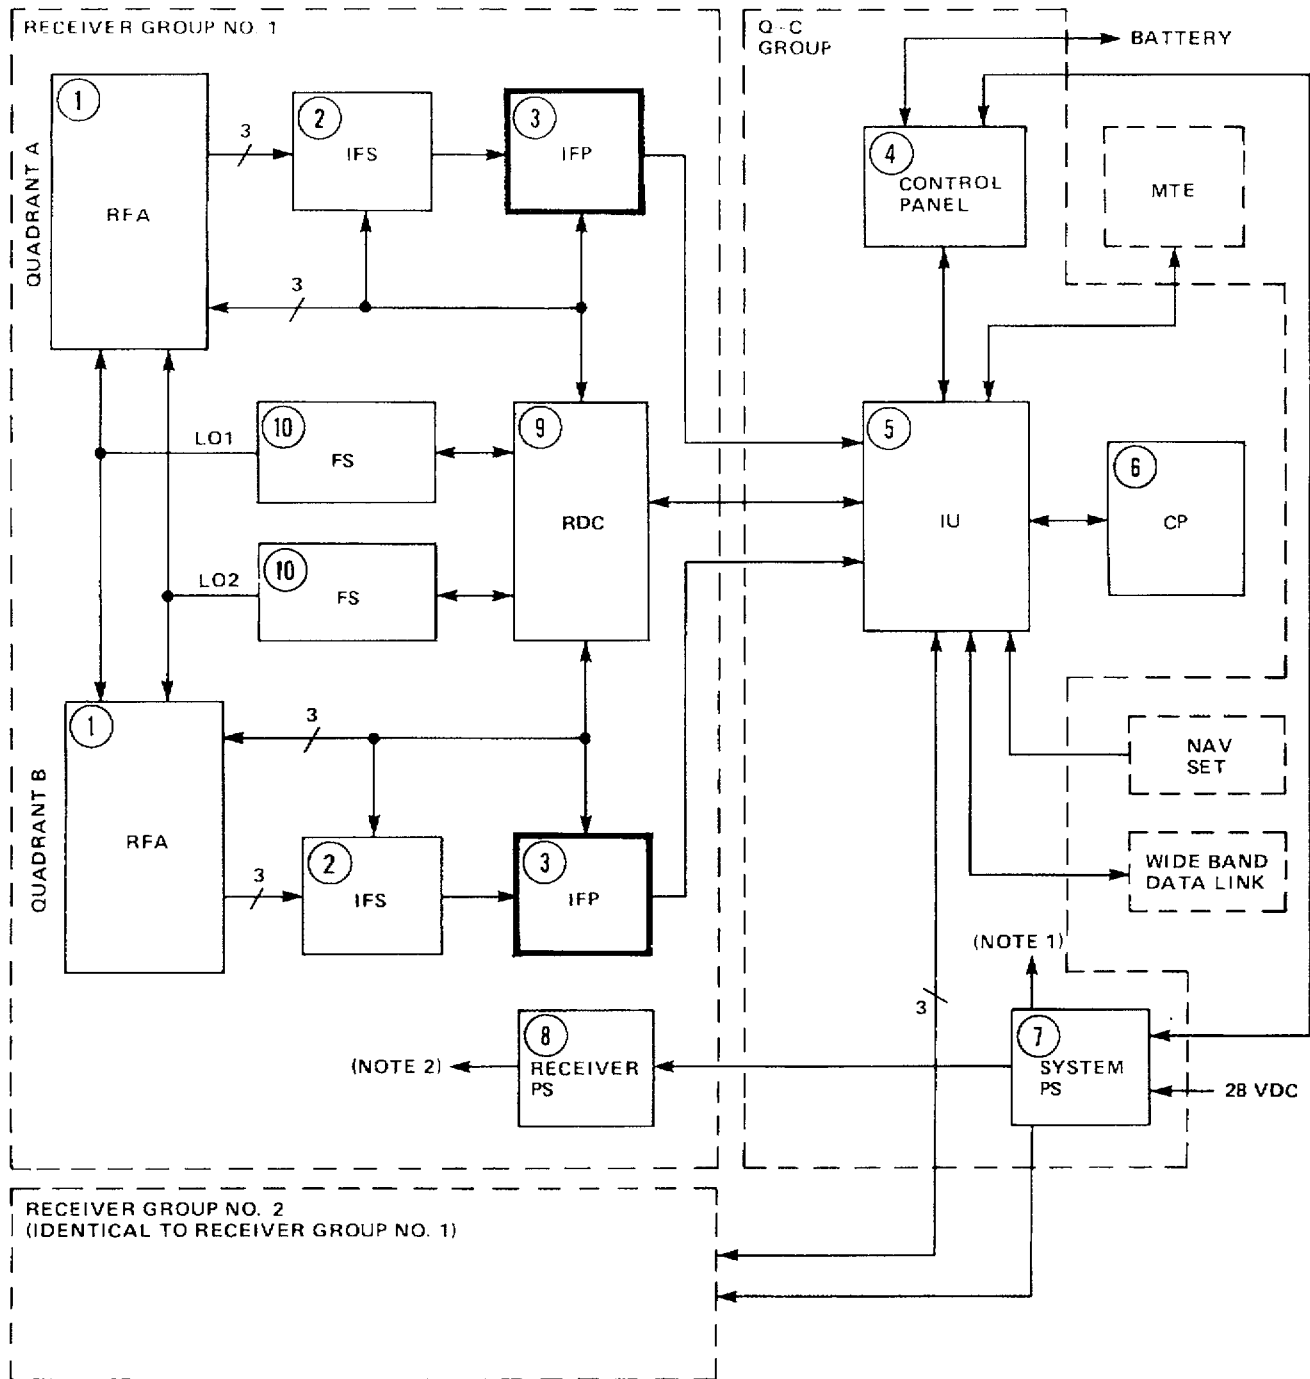 RECEIVER GROUP NO. 1
QUADRANT A
1
RFA
3
2
IFS
3
IFP
3
LO1
10
FS
9
RDC
LO2
10
FS
QUADRANT B
1
RFA
3
3
2
IFS
3
IFP
(NOTE 2)
8
RECEIVER
PS
Q-C
GROUP
BATTERY
4
CONTROL
PANEL
MTE
5
IU
6
CP
NAV
SET
WIDE BAND
DATA LINK
(NOTE 1)
3
7
SYSTEM
PS
28 VDC
RECEIVER GROUP NO. 2
(IDENTICAL TO RECEIVER GROUP NO. 1)